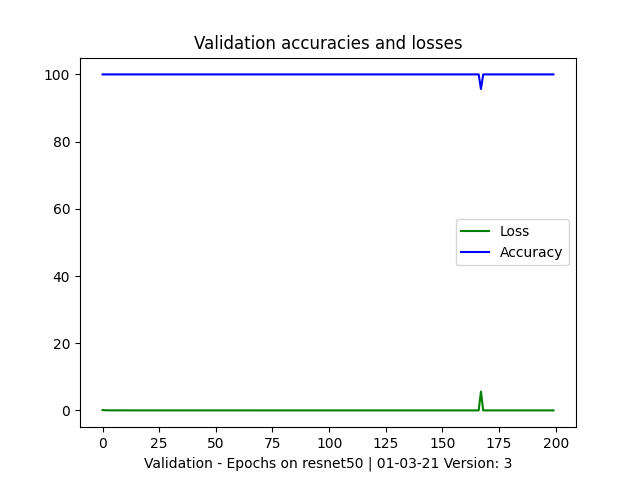 Validation accuracies and losses
100
80
60
40
20
0
Loss
Accuracy
0 25 50 75 100 125 150 175 200
Validation - Epochs on resnet50 | 01-03-21 Version: 3